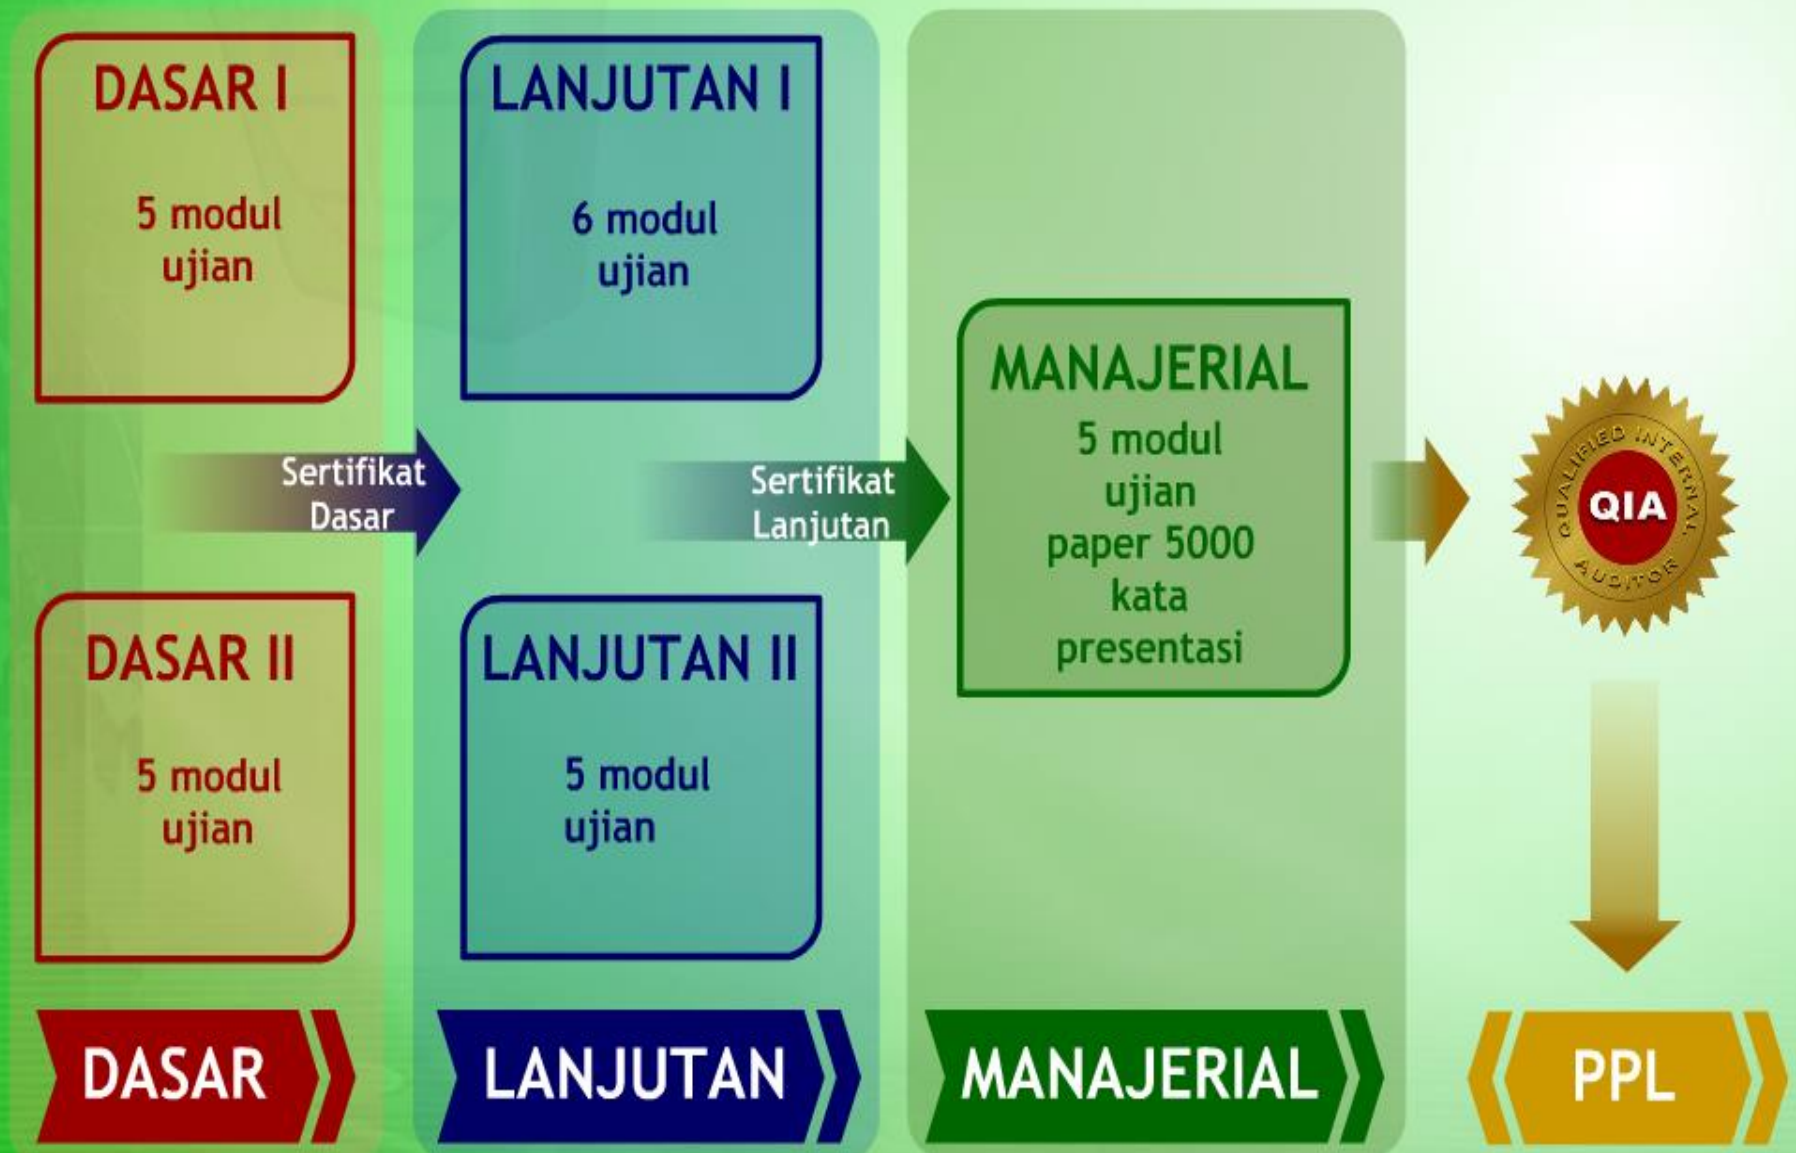 DASAR I
5 modul
ujian
LANJUTAN I
6 modul
ujian
Sertifikat
Dasar
Sertifikat
Lanjutan
DASAR II
5 modul
ujian
LANJUTAN II
5 modul
ujian
MANAJERIAL
5 modul
ujian
paper 5000
kata
presentasi
QUALIFIED INTERNAL
QIA
AUDITOR
DASAR
LANJUTAN
MANAJERIAL
PPL